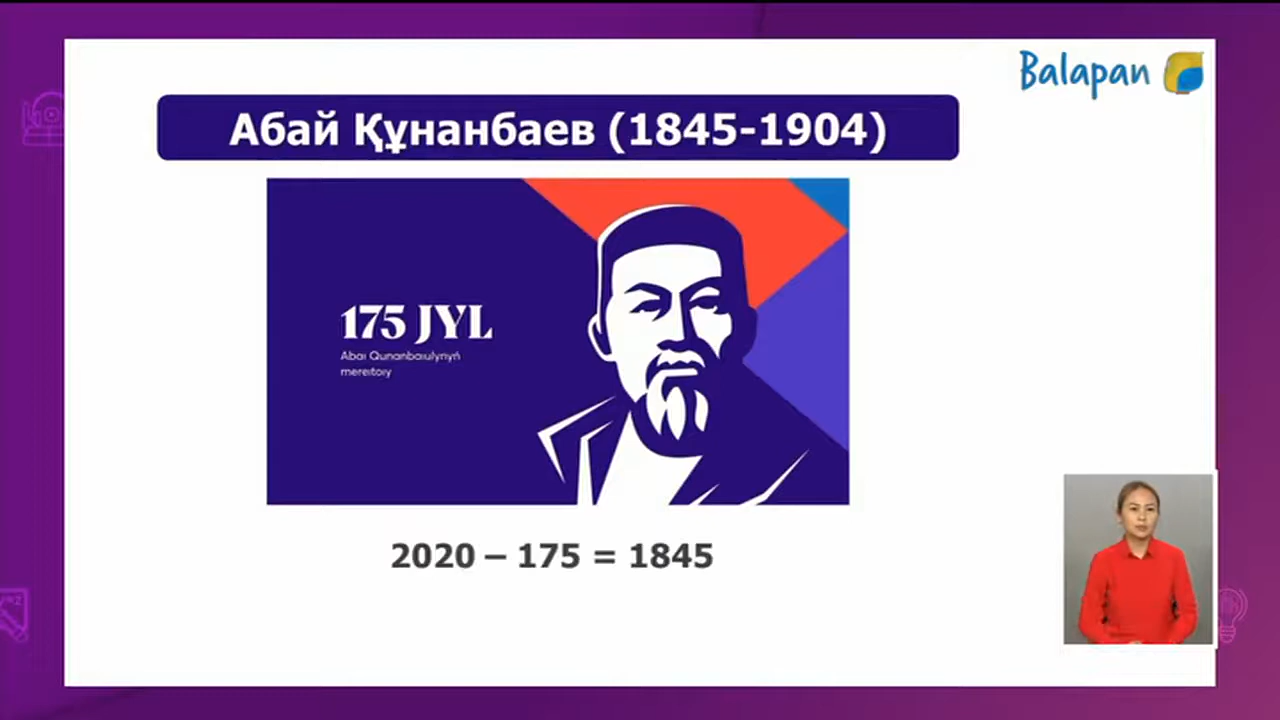 Balapan
Абай Құнанбаев (1845-1904)
175 JYL
Abaı Qunanbaıulynyń
mereıtoıy
2020 – 175 = 1845